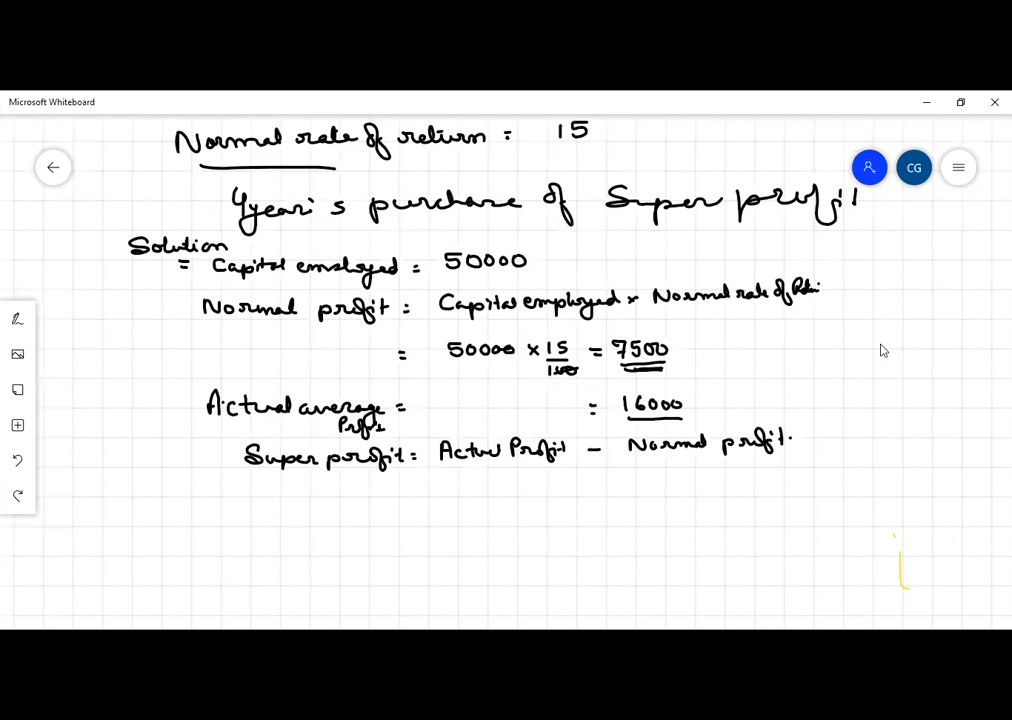 Microsoft Whiteboard
Normal rate of return = 15
CG
4year's purchase of Super profit
Solution
= Capital employed = 50000
Normal profit = Capital employed × Normal rate of
= 50000 × 15/100 = 7500
Actual average Profit = = 16000
Super profit = Actual Profit - Normal profit.